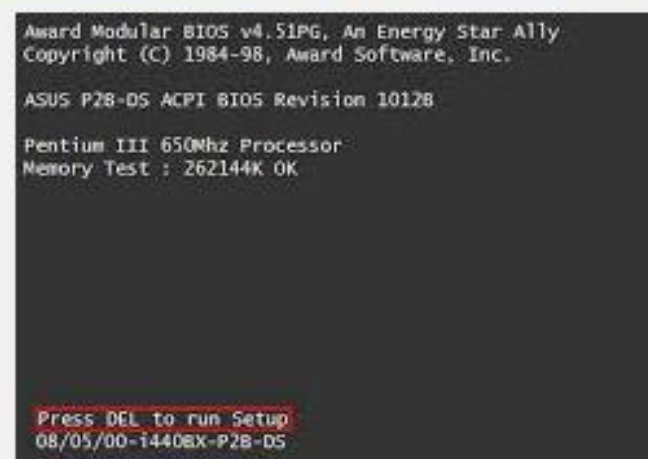 Award Modular BIOS v4.51PG, An Energy Star Ally
Copyright (C) 1984-98, Award Software, Inc.
ASUS P2B-DS ACPI BIOS Revision 1012B
Pentium III 650Mhz Processor
Memory Test : 262144K OK
Press DEL to run Setup
08/05/00-i440BX-P2B-DS